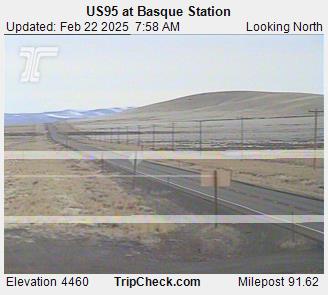 US95 at Basque Station
Updated: Feb 22 2025 7:58 AM Looking North
Elevation 4460 TripCheck.com Milepost 91.62